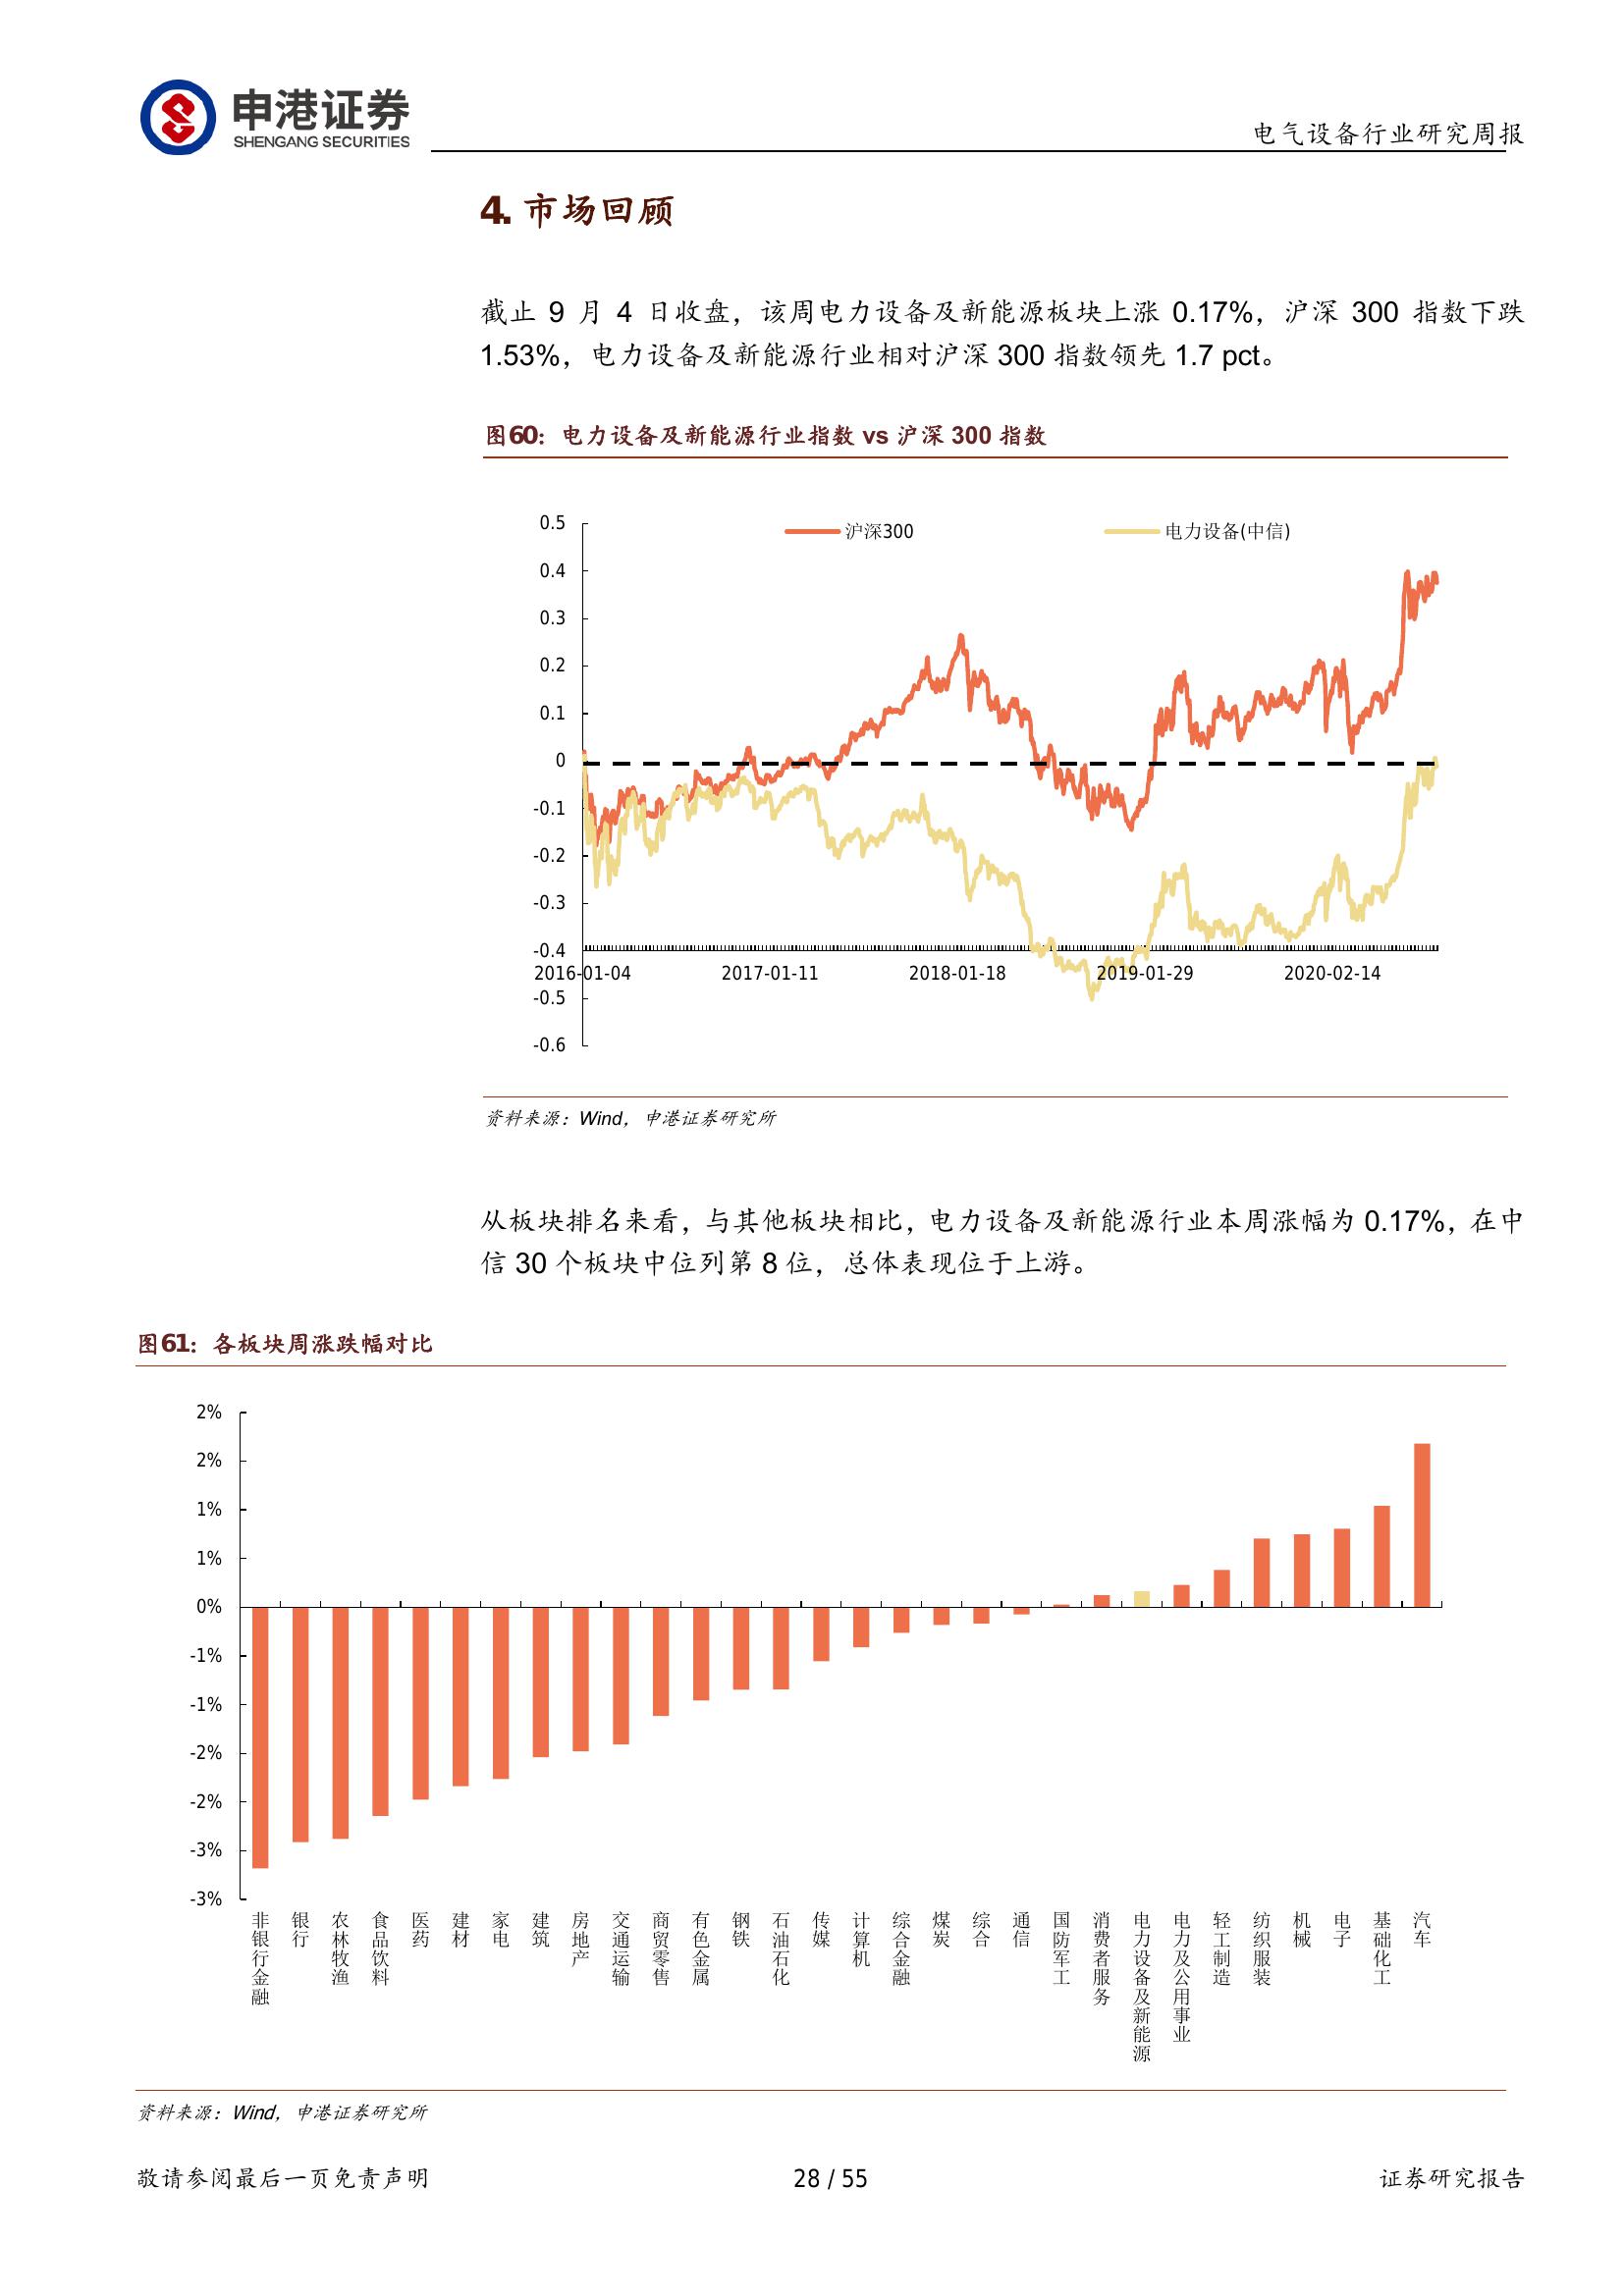 申港证券
SHENGANG SECURITIES
电气设备行业研究周报
4. 市场回顾
截止 9 月 4 日收盘，该周电力设备及新能源板块上涨 0.17%，沪深 300 指数下跌
1.53%，电力设备及新能源行业相对沪深 300 指数领先 1.7 pct。
图60：电力设备及新能源行业指数 vs 沪深 300 指数
沪深300
电力设备(中信)
0.5
0.4
0.3
0.2
0.1
0
-0.1
-0.2
-0.3
-0.4
2016-01-04
2017-01-11
2018-01-18
2019-01-29
2020-02-14
-0.5
-0.6
资料来源：Wind，申港证券研究所
从板块排名来看，与其他板块相比，电力设备及新能源行业本周涨幅为 0.17%，在中
信 30 个板块中位列第 8 位，总体表现位于上游。
图61：各板块周涨跌幅对比
2%
2%
1%
1%
0%
-1%
-1%
-2%
-2%
-3%
-3%
非银行金融
银行
农林牧渔
食品饮料
医药
建材
家电
建筑
房地产
交通运输
商贸零售
有色金属
钢铁
石油石化
传媒
计算机
综合金融
煤炭
综合
通信
国防军工
消费者服务
电力设备及新能源
电力及公用事业
轻工制造
纺织服装
机械
电子
基础化工
汽车
资料来源：Wind，申港证券研究所
敬请参阅最后一页免责声明
28 / 55
证券研究报告